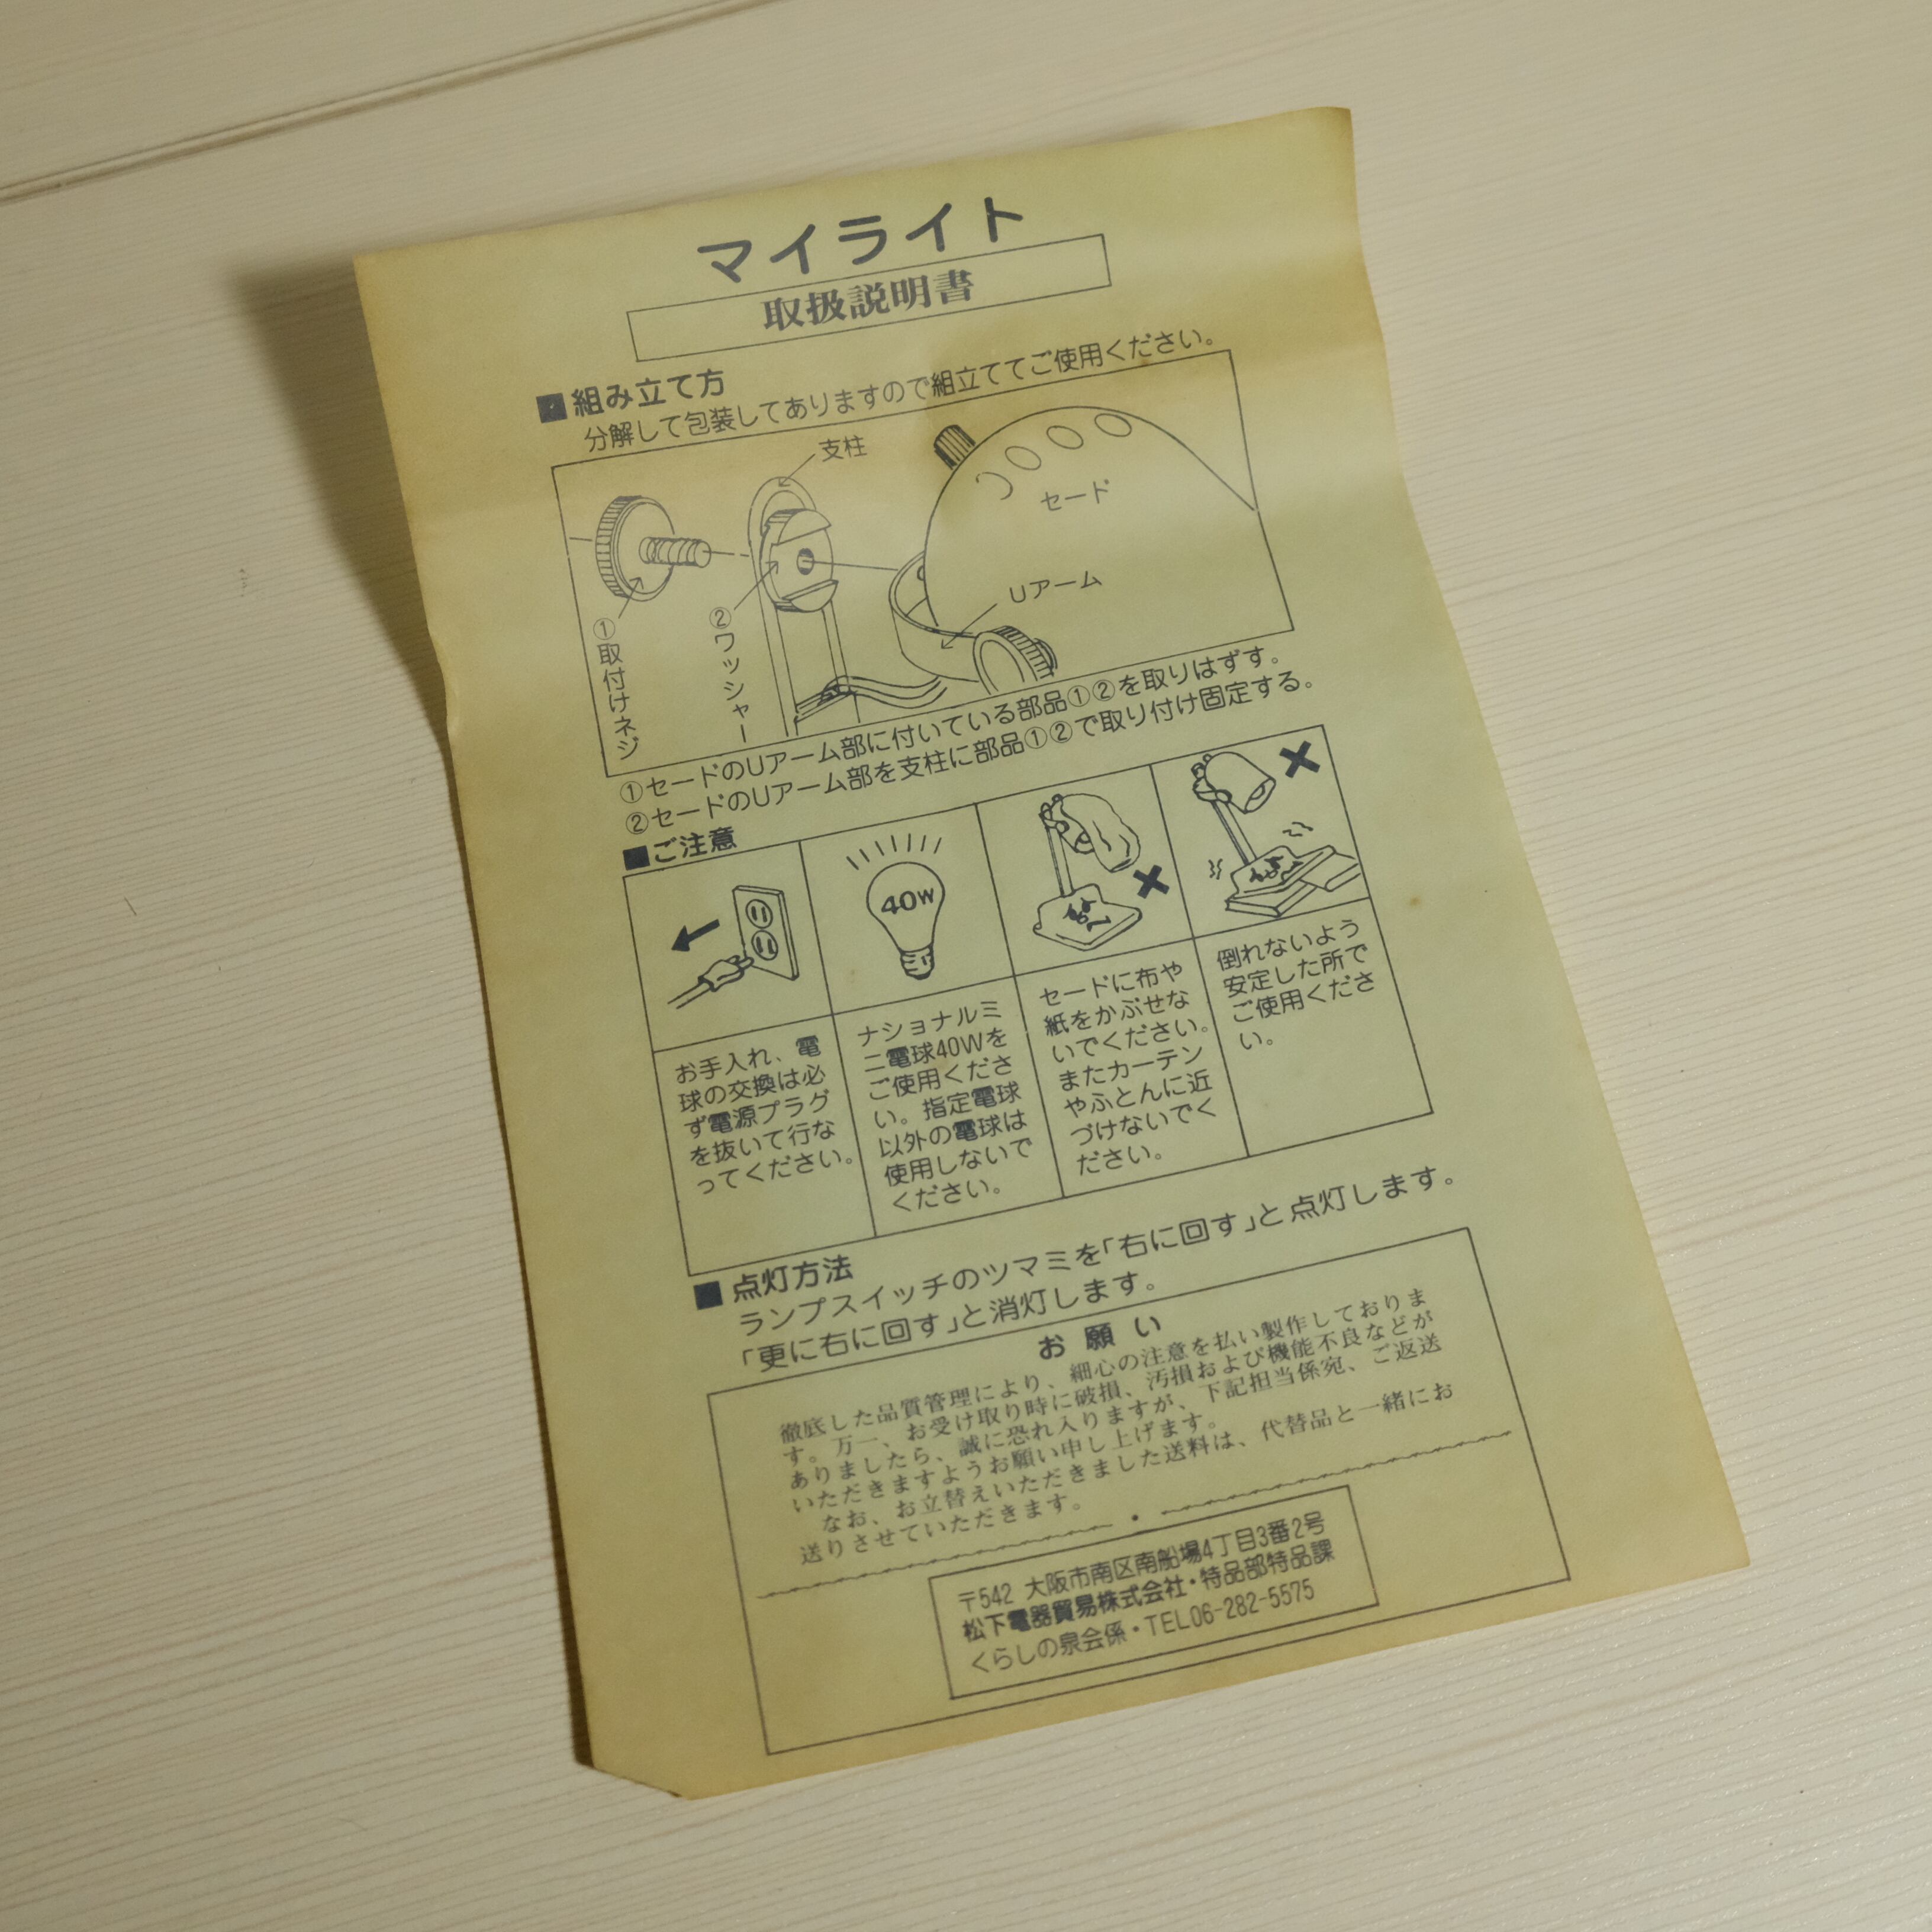 マイライト
取扱説明書
■組み立て方
分解して包装してありますので組立ててご使用ください。
支柱
セード
Uアーム
①取付けネジ
②ワッシャー
①セードのUアーム部に付いている部品①②を取りはずす。
②セードのUアーム部を支柱に部品①②で取り付け固定する。
■ご注意
40W
お手入れ、電
球の交換は必
ず電源プラグ
を抜いて行な
ってください。
ナショナルミ
ニ電球40Wを
ご使用くださ
い。指定電球
以外の電球は
使用しないで
ください。
セードに布や
紙をかぶせな
いでください。
またカーテン
やふとんに近
づけないでく
ださい。
倒れないよう
安定した所で
ご使用くださ
い。
■点灯方法
ランプスイッチのツマミを「右に回す」と点灯します。
「更に右に回す」と消灯します。
お願い
徹底した品質管理により、細心の注意を払い製作しておりま
す。万一、お受け取り時に破損、汚損および機能不良などが
ありましたら、誠に恐れ入りますが、下記担当係宛、ご返送
いただきますようお願い申し上げます。
なお、お立替えいただきました送料は、代替品と一緒にお
送りさせていただきます。
〒542 大阪市南区南船場4丁目3番2号
松下電器貿易株式会社・特品部特品課
くらしの泉会係・TEL06-282-5575